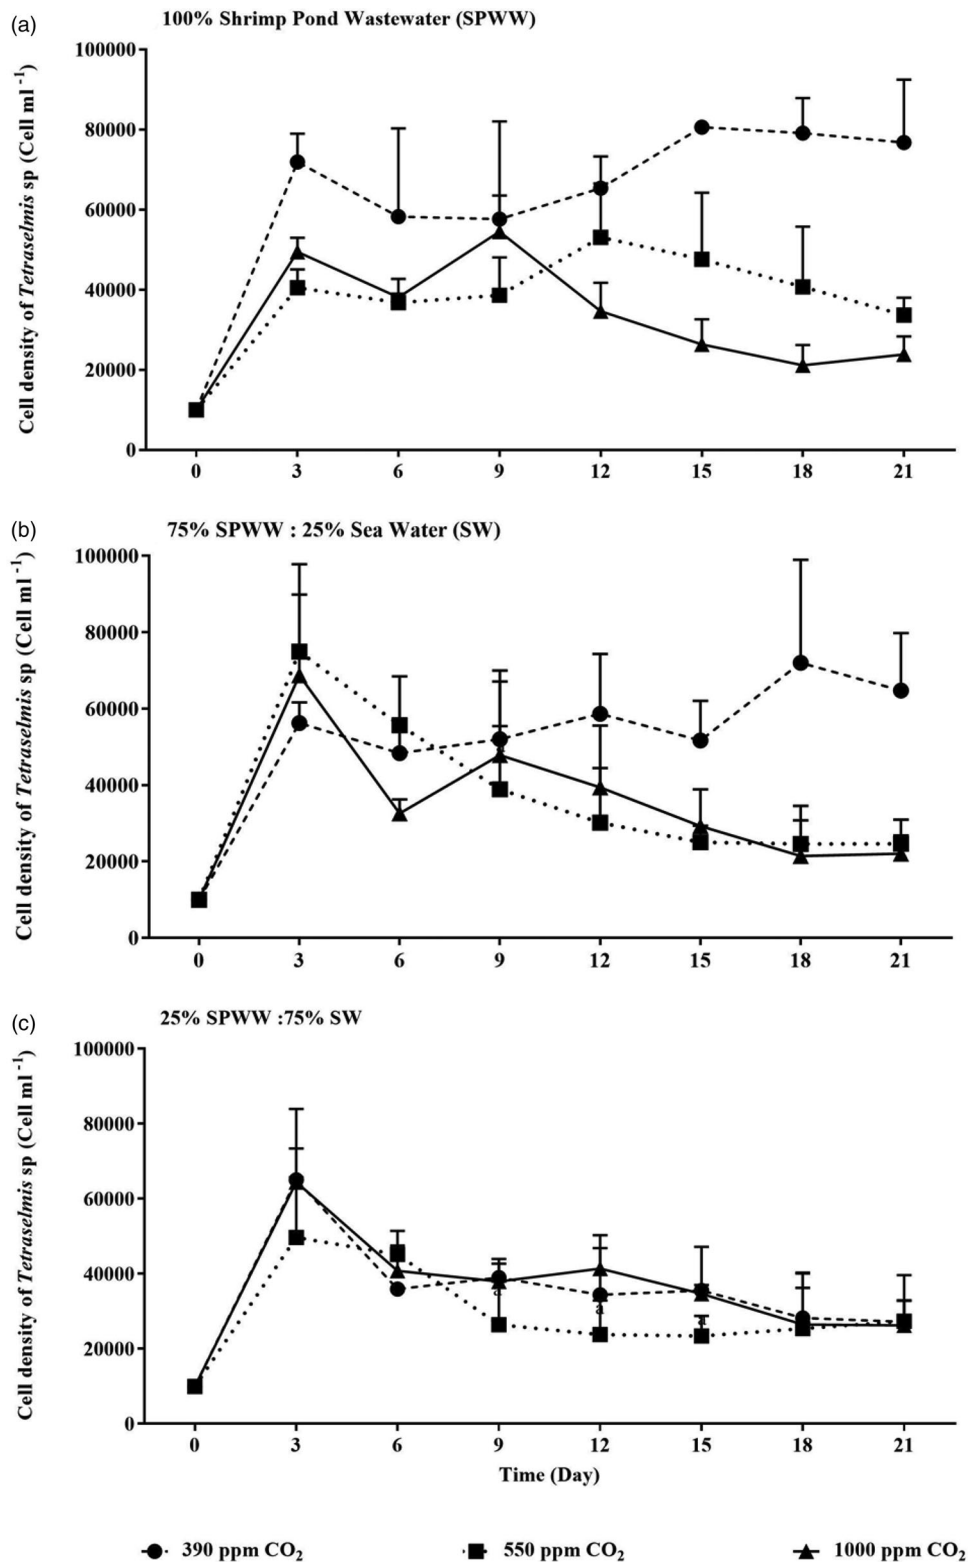 (a)
100% Shrimp Pond Wastewater (SPWW)
Cell density of Tetraselmis sp (Cell ml -1)
100000
80000
60000
40000
20000
0
0 3 6 9 12 15 18 21
(b)
75% SPWW : 25% Sea Water (SW)
Cell density of Tetraselmis sp (Cell ml -1)
100000
80000
60000
40000
20000
0
0 3 6 9 12 15 18 21
(c)
25% SPWW :75% SW
Cell density of Tetraselmis sp (Cell ml -1)
100000
80000
60000
40000
20000
0
a
0 3 6 9 12 15 18 21
Time (Day)
390 ppm CO2 550 ppm CO2 1000 ppm CO2